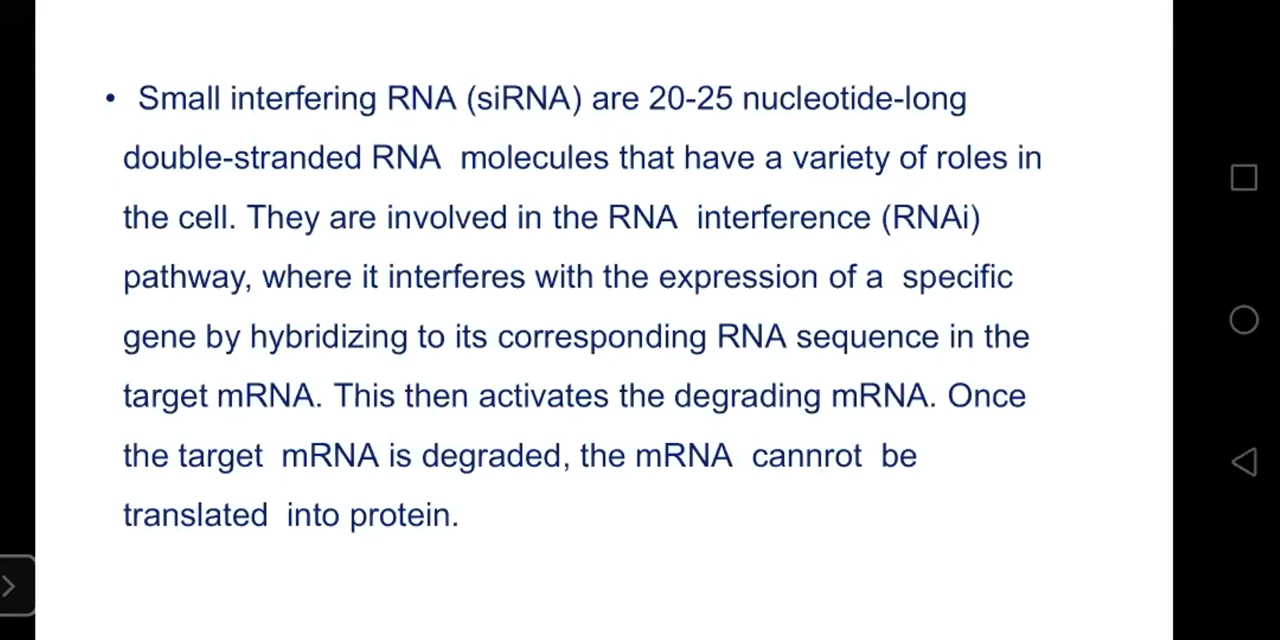 • Small interfering RNA (siRNA) are 20-25 nucleotide-long
double-stranded RNA molecules that have a variety of roles in
the cell. They are involved in the RNA interference (RNAi)
pathway, where it interferes with the expression of a specific
gene by hybridizing to its corresponding RNA sequence in the
target mRNA. This then activates the degrading mRNA. Once
the target mRNA is degraded, the mRNA cannrot be
translated into protein.